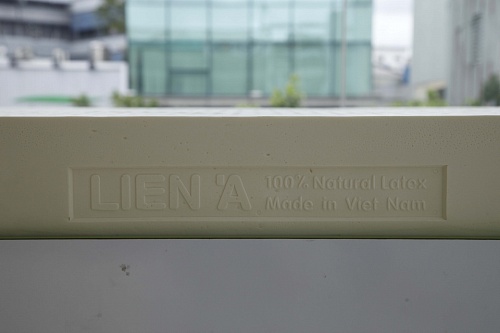 LIEN 'A
100% Natural Latex
Made in Viet Nam